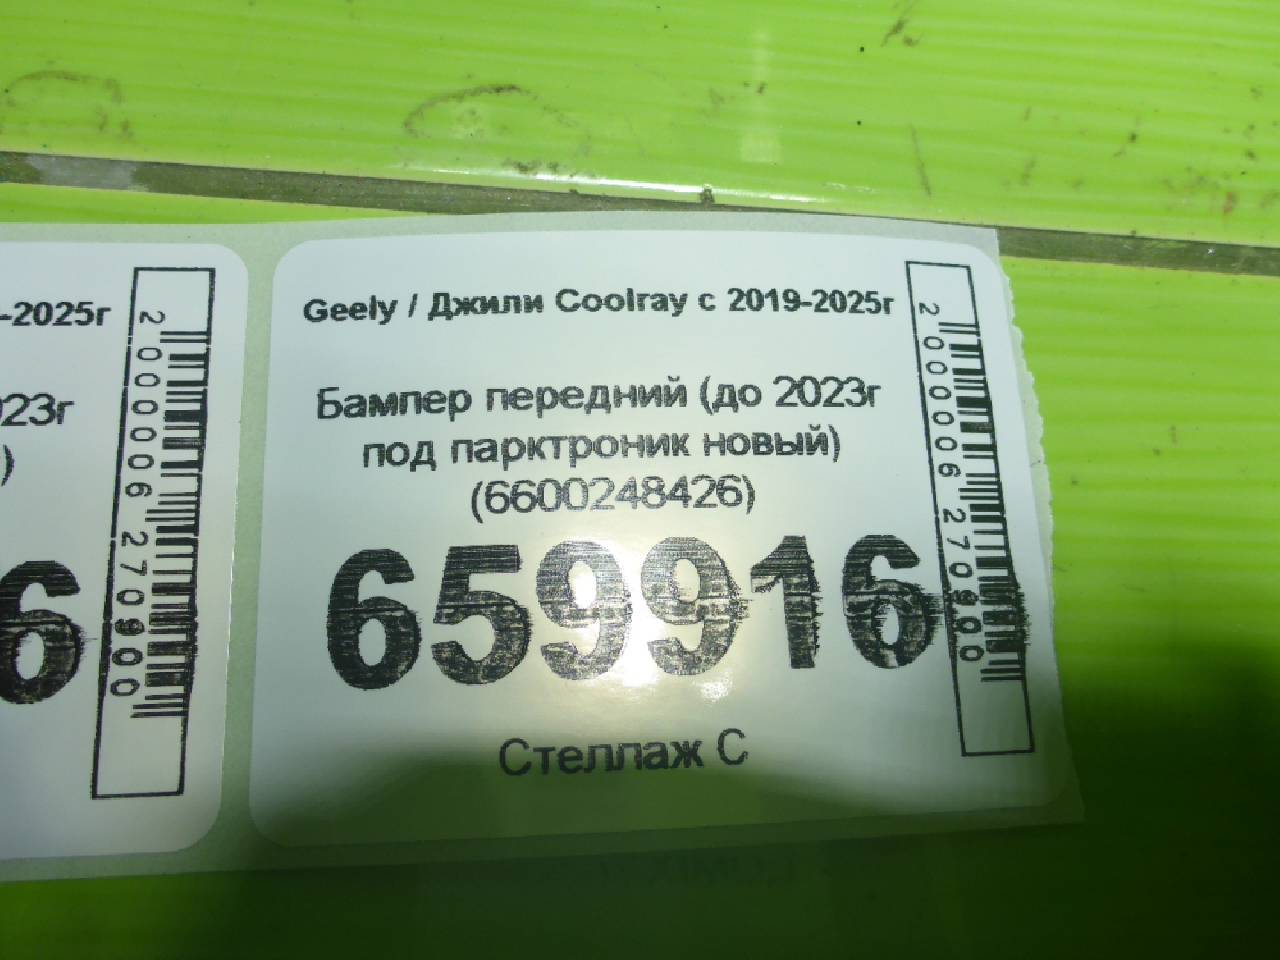 -2025г
023г
)
6
2000006270900
Geely / Джили Coolray с 2019-2025г
Бампер передний (до 2023г
под парктроник новый)
(6600248426)
659916
Стеллаж С
2000006270900